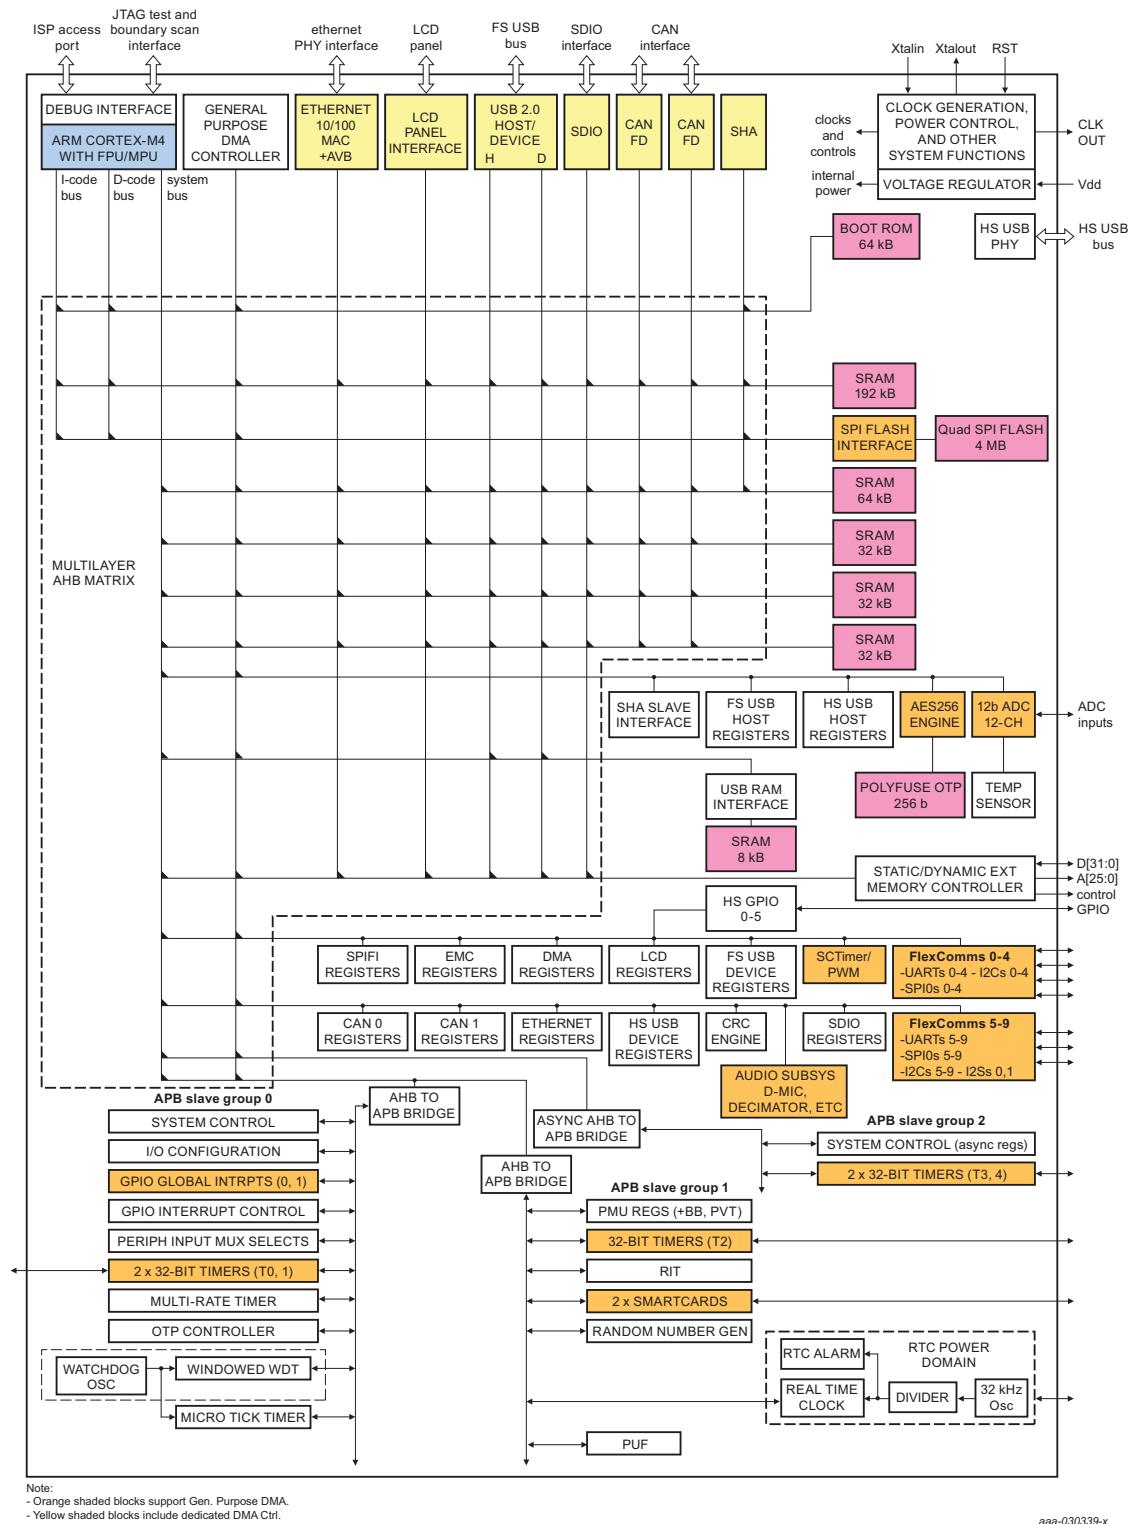 ISP access
port
JTAG test and
boundary scan
interface
ethernet
PHY interface
LCD
panel
FS USB
bus
SDIO
interface
CAN
interface
Xtalin
Xtalout
RST
DEBUG INTERFACE
ARM CORTEX-M4
WITH FPU/MPU
GENERAL
PURPOSE
DMA
CONTROLLER
ETHERNET
10/100
MAC
+AVB
LCD
PANEL
INTERFACE
USB 2.0
HOST/
DEVICE
H D
SDIO
CAN
FD
CAN
FD
SHA
clocks
and
controls
CLOCK GENERATION,
POWER CONTROL,
AND OTHER
SYSTEM FUNCTIONS
CLK
OUT
internal
power
VOLTAGE REGULATOR
Vdd
I-code
bus
D-code
bus
system
bus
BOOT ROM
64 kB
HS USB
PHY
HS USB
bus
SRAM
192 kB
SPI FLASH
INTERFACE
Quad SPI FLASH
4 MB
SRAM
64 kB
SRAM
32 kB
MULTILAYER
AHB MATRIX
SRAM
32 kB
SRAM
32 kB
SHA SLAVE
INTERFACE
FS USB
HOST
REGISTERS
HS USB
HOST
REGISTERS
AES256
ENGINE
12b ADC
12-CH
ADC
inputs
USB RAM
INTERFACE
POLYFUSE OTP
256 b
TEMP
SENSOR
SRAM
8 kB
STATIC/DYNAMIC EXT
MEMORY CONTROLLER
D[31:0]
A[25:0]
control
GPIO
HS GPIO
0-5
SPIFI
REGISTERS
EMC
REGISTERS
DMA
REGISTERS
LCD
REGISTERS
FS USB
DEVICE
REGISTERS
SCTimer/
PWM
FlexComms 0-4
-UARTs 0-4 - I2Cs 0-4
-SPI0s 0-4
CAN 0
REGISTERS
CAN 1
REGISTERS
ETHERNET
REGISTERS
HS USB
DEVICE
REGISTERS
CRC
ENGINE
SDIO
REGISTERS
FlexComms 5-9
-UARTs 5-9
-SPI0s 5-9
-I2Cs 5-9 - I2Ss 0,1
AUDIO SUBSYS
D-MIC,
DECIMATOR, ETC
APB slave group 0
AHB TO
APB BRIDGE
ASYNC AHB TO
APB BRIDGE
APB slave group 2
SYSTEM CONTROL
SYSTEM CONTROL (async regs)
I/O CONFIGURATION
AHB TO
APB BRIDGE
2 x 32-BIT TIMERS (T3, 4)
GPIO GLOBAL INTRPTS (0, 1)
APB slave group 1
GPIO INTERRUPT CONTROL
PMU REGS (+BB, PVT)
PERIPH INPUT MUX SELECTS
32-BIT TIMERS (T2)
2 x 32-BIT TIMERS (T0, 1)
RIT
MULTI-RATE TIMER
2 x SMARTCARDS
OTP CONTROLLER
RANDOM NUMBER GEN
WATCHDOG
OSC
WINDOWED WDT
RTC ALARM
RTC POWER
DOMAIN
REAL TIME
CLOCK
DIVIDER
32 kHz
Osc
MICRO TICK TIMER
PUF
Note:
- Orange shaded blocks support Gen. Purpose DMA.
- Yellow shaded blocks include dedicated DMA Ctrl.
aaa-030339-x